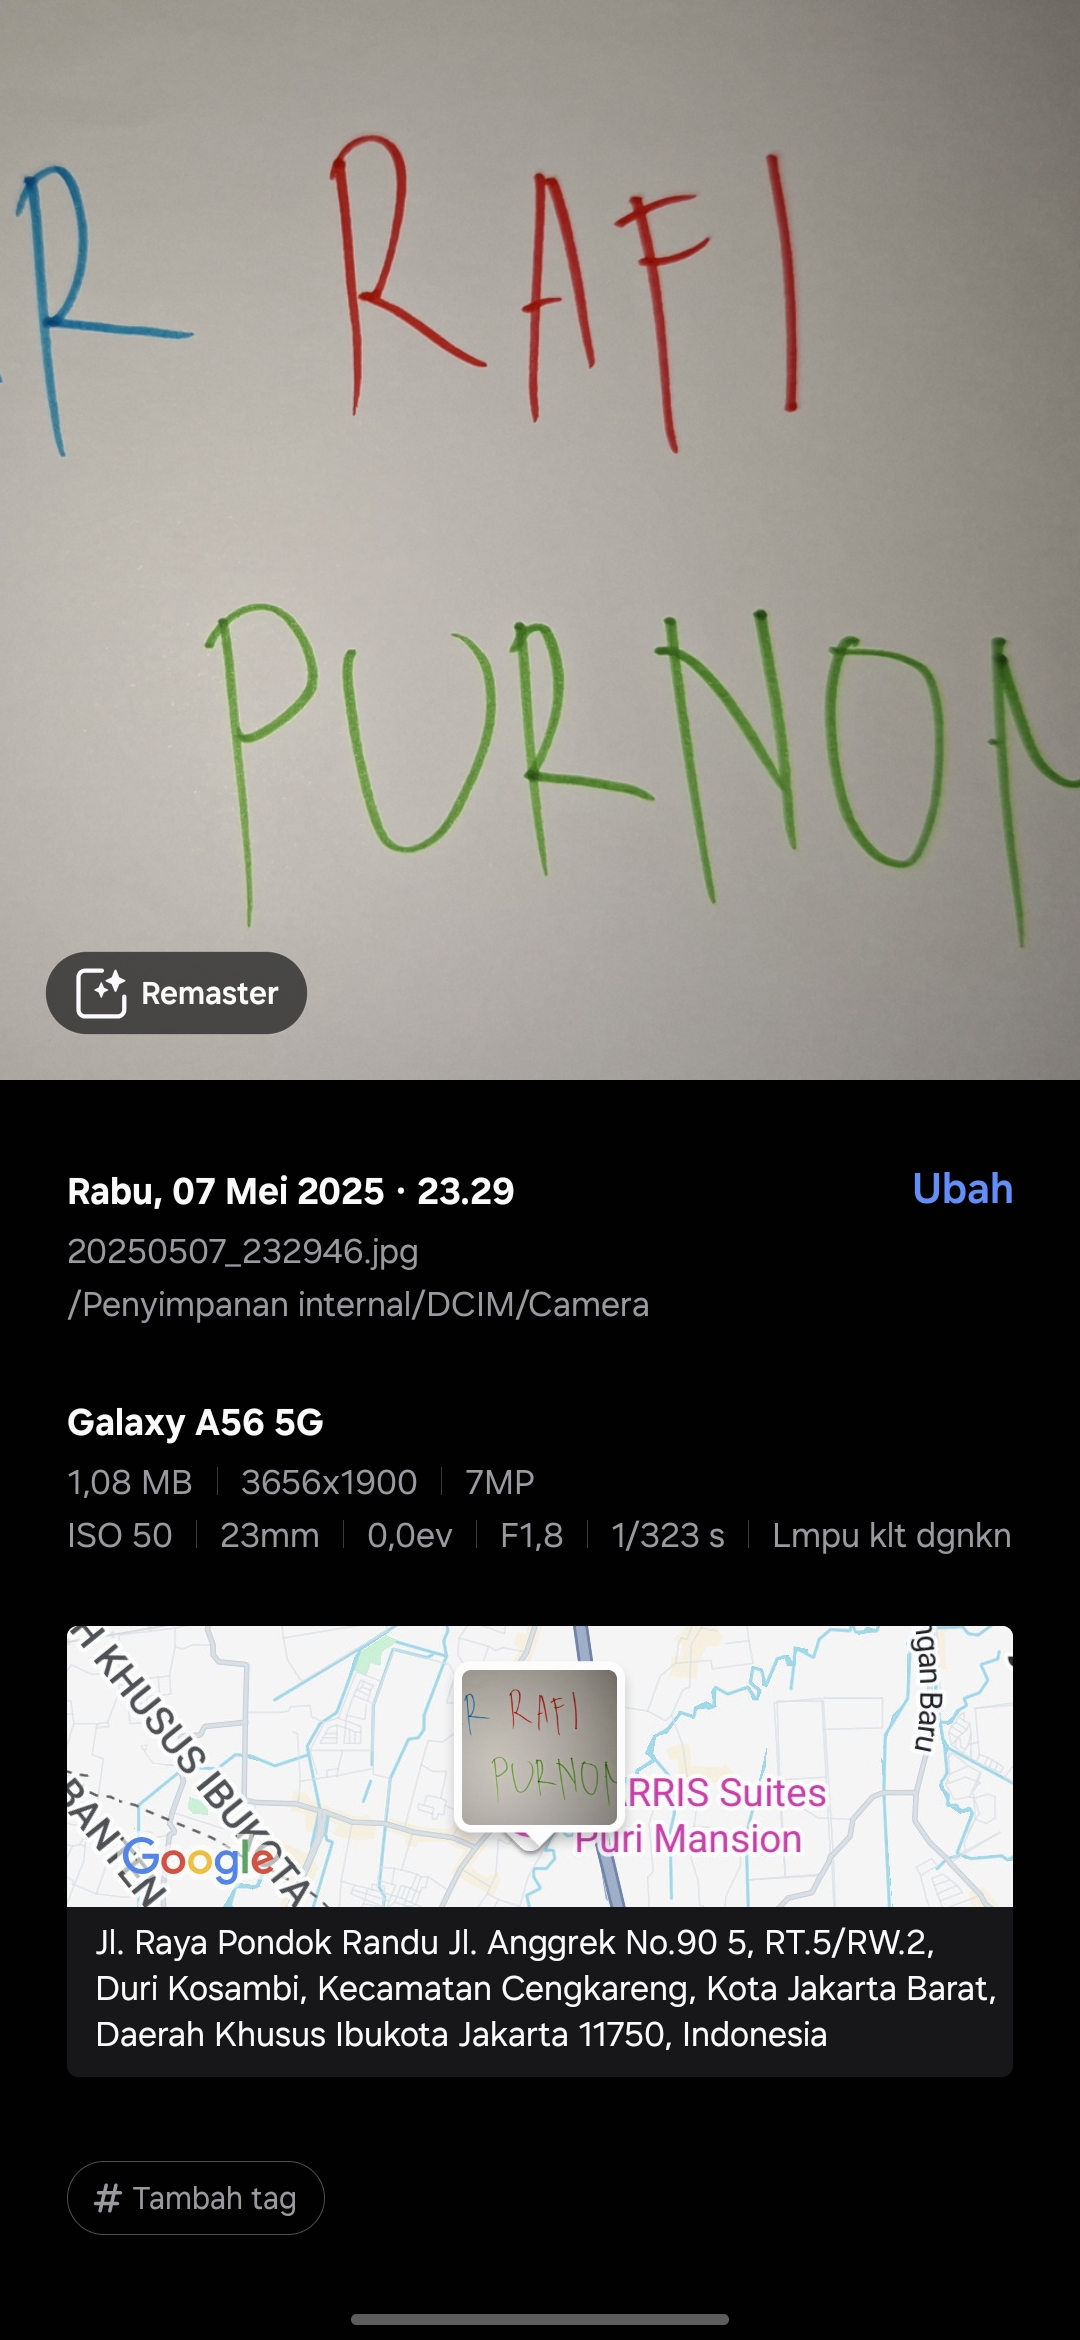 R RAFI
PURNOM
Remaster
Rabu, 07 Mei 2025 · 23.29
Ubah
20250507_232946.jpg
/Penyimpanan internal/DCIM/Camera
Galaxy A56 5G
1,08 MB | 3656x1900 | 7MP
ISO 50 | 23mm | 0,0ev | F1,8 | 1/323 s | Lmpu klt dgnkn
H KHUSUS IBUKOTA
BANTEN
ngan Baru
R RAFI
PURNOM
RRIS Suites
Puri Mansion
Google
Jl. Raya Pondok Randu Jl. Anggrek No.90 5, RT.5/RW.2,
Duri Kosambi, Kecamatan Cengkareng, Kota Jakarta Barat,
Daerah Khusus Ibukota Jakarta 11750, Indonesia
# Tambah tag